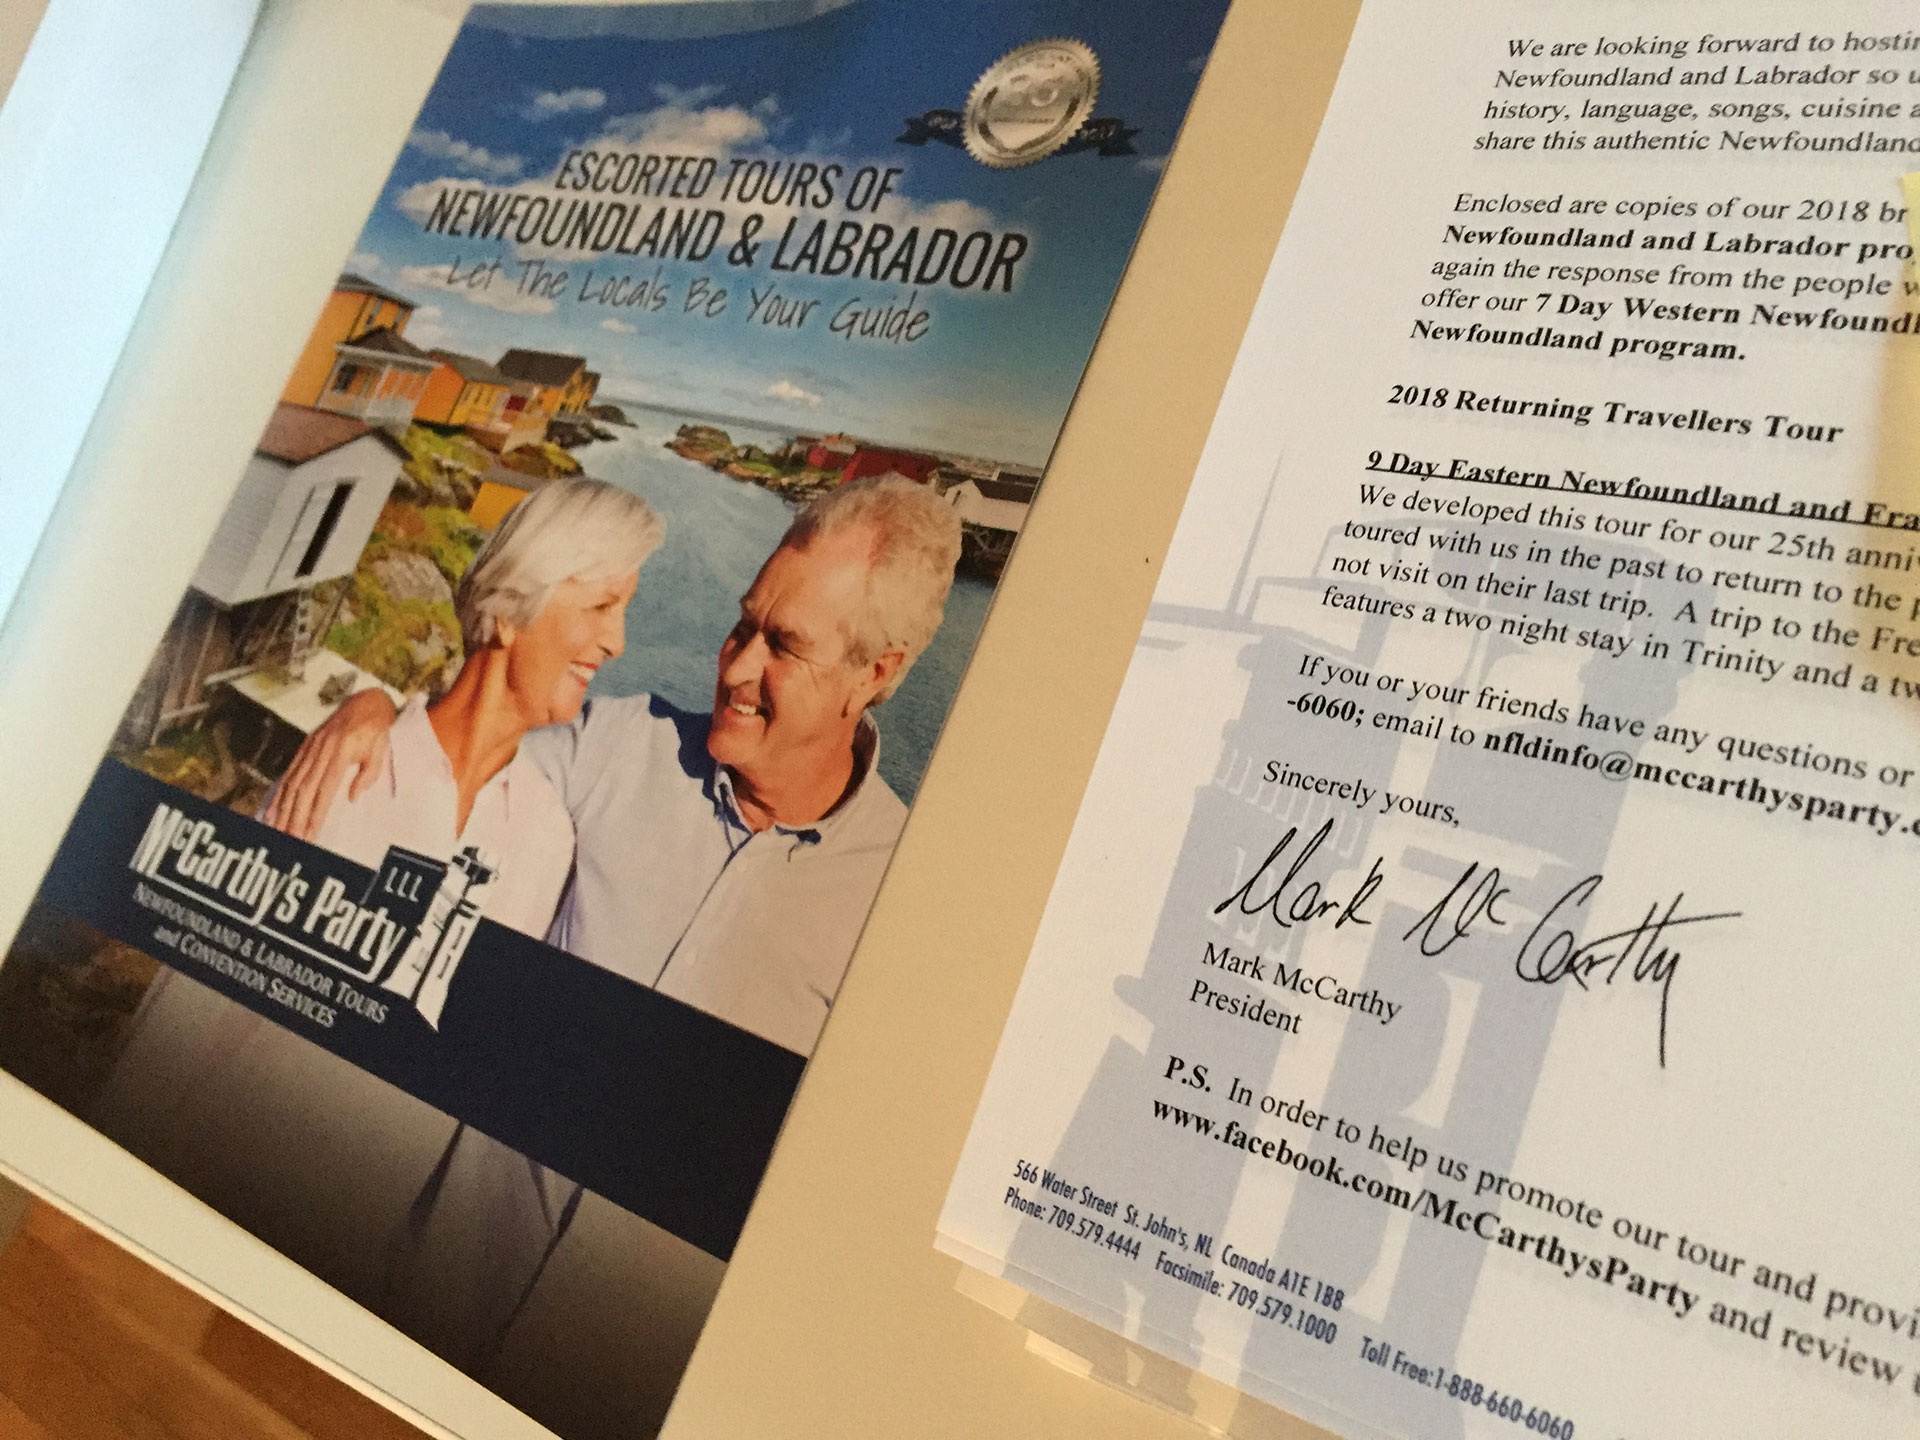 ESCORTED TOURS OF
NEWFOUNDLAND & LABRADOR
Let The Locals Be Your Guide
McCarthy's Party
LLL
NEWFOUNDLAND & LABRADOR TOURS
and CONVENTION SERVICES
We are looking forward to hostin
Newfoundland and Labrador so u
history, language, songs, cuisine a
share this authentic Newfoundland
Enclosed are copies of our 2018 br
Newfoundland and Labrador pro
again the response from the people w
offer our 7 Day Western Newfoundl
Newfoundland program.
2018 Returning Travellers Tour
9 Day Eastern Newfoundland and Fra
We developed this tour for our 25th anniv
toured with us in the past to return to the p
not visit on their last trip. A trip to the Fre
features a two night stay in Trinity and a tw
If you or your friends have any questions or
-6060; email to nfldinfo@mccarthysparty.c
Sincerely yours,
Mark McCarthy
Mark McCarthy
President
P.S. In order to help us promote our tour and provi
www.facebook.com/McCarthysParty and review u
566 Water Street St. John's, NL Canada A1E 1B8
Phone: 709.579.4444 Facsimile: 709.579.1000 Toll Free:1-888-660-6060